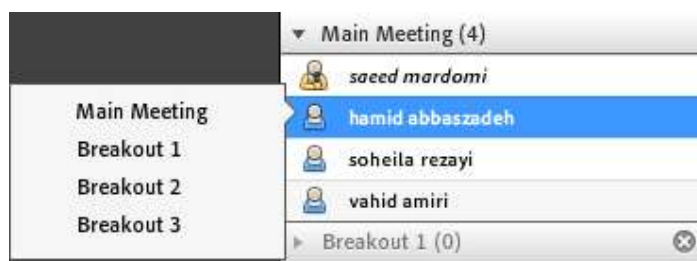 Main Meeting (4)
saeed mardomi
hamid abbaszadeh
soheila rezayi
vahid amiri
Breakout 1 (0)
Main Meeting
Breakout 1
Breakout 2
Breakout 3